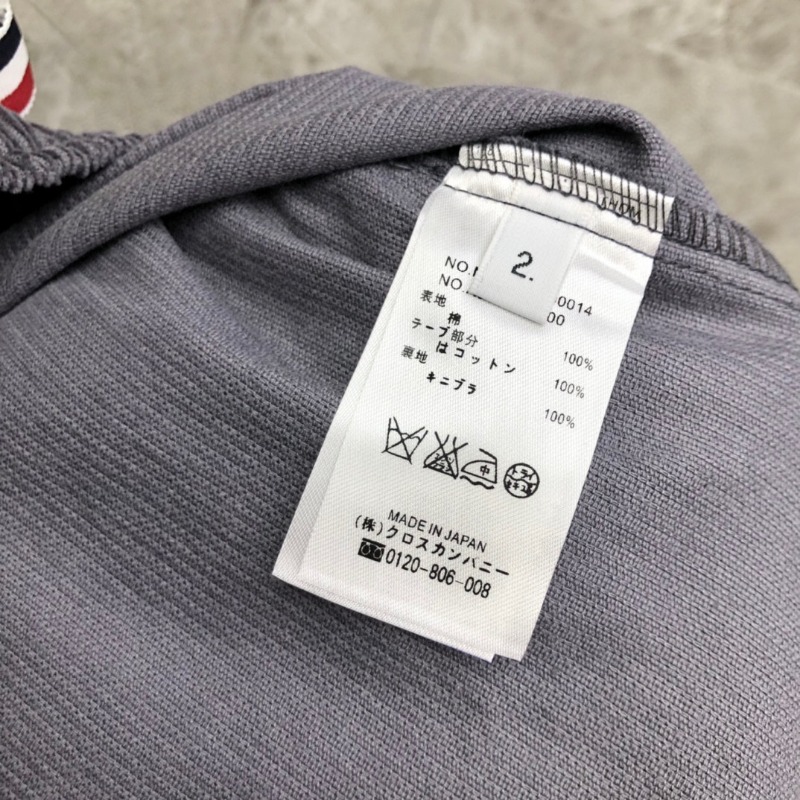 2.
NO.
0014
NO.
00
表地
棉 100%
テープ部分
はコットン 100%
裏地
キニプラ 100%
MADE IN JAPAN
(株)クロスカンパニー
0120-806-008